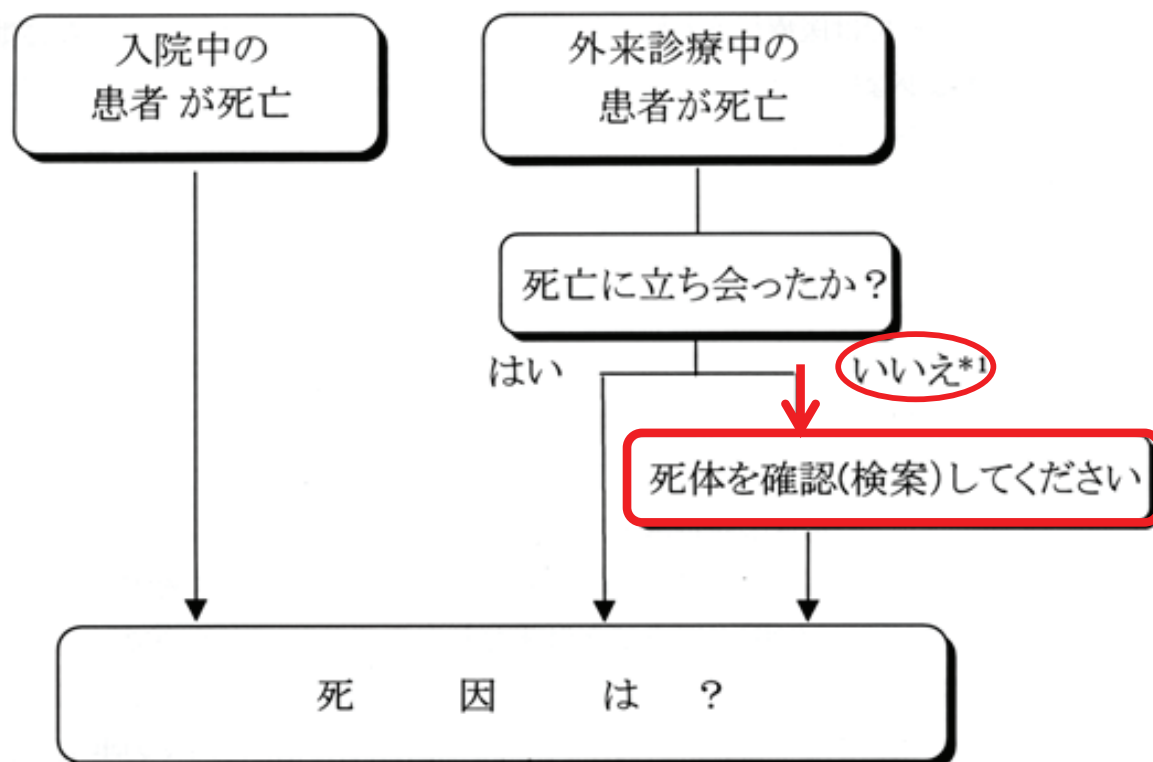 入院中の
患者 が死亡
外来診療中の
患者が死亡
死亡に立ち会ったか？
はい
いいえ*1
死体を確認(検案)してください
死 因 は ？